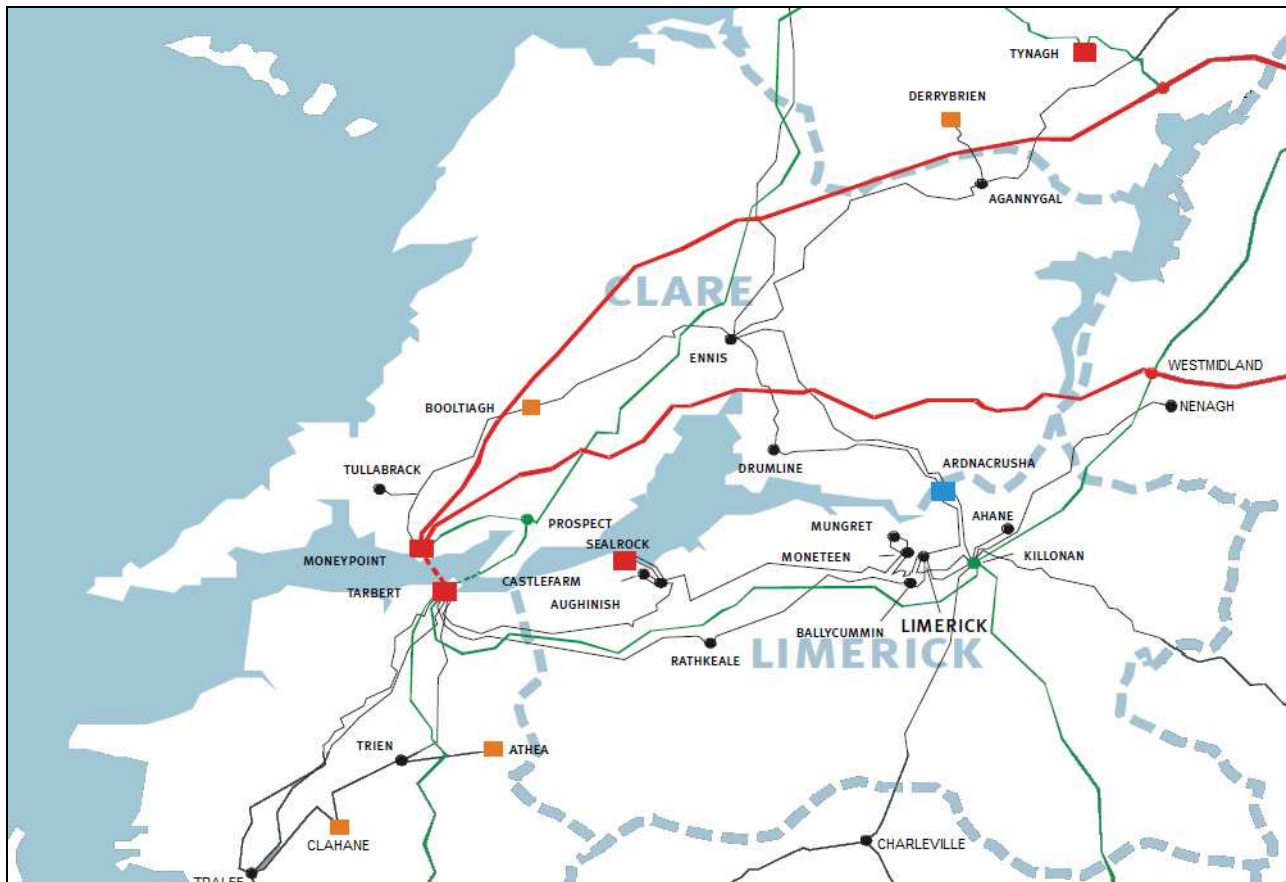 TYNAGH
DERRYBRIEN
AGANNYGAL
CLARE
ENNIS
WESTMIDLAND
BOOLTIAGH
NENAGH
TULLABRACK
DRUMLINE
ARDNACRUSHA
PROSPECT
MUNGRET
AHANE
SEALROCK
MONEYPOINT
MONETEEN
KILLONAN
CASTLEFARM
TARBERT
AUGHINISH
BALLYCUMMIN
LIMERICK
RATHKEALE
LIMERICK
TRIEN
ATHEA
CLAHANE
CHARLEVILLE
TRALEE